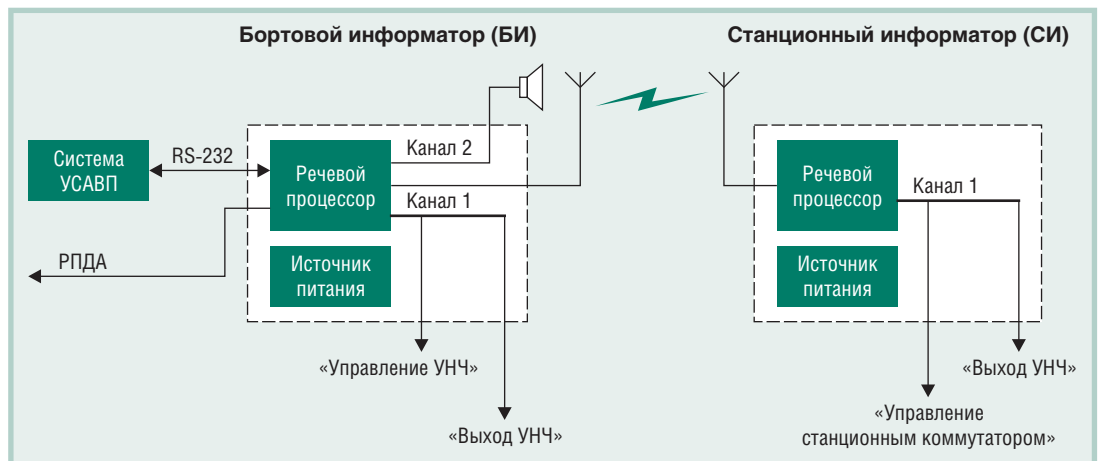 Бортовой информатор (БИ)
Станционный информатор (СИ)
Система
УСАВП
RS-232
Речевой
процессор
Канал 2
Канал 1
РПДА
Источник
питания
«Управление УНЧ»
«Выход УНЧ»
Речевой
процессор
Канал 1
Источник
питания
«Выход УНЧ»
«Управление
станционным коммутатором»